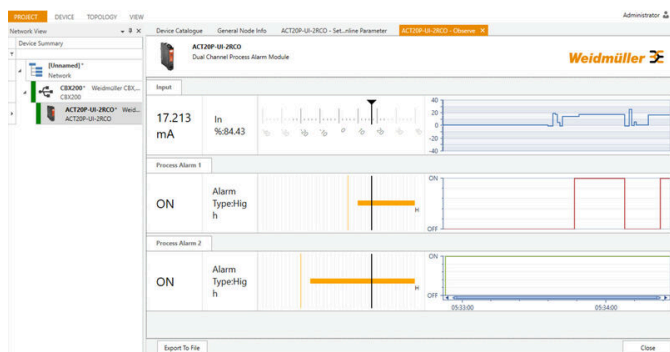 PROJECT DEVICE TOPOLOGY VIEW
Administrator
Network View
Device Catalogue General Node Info ACT20P-UI-2RCO - Set...nline Parameter ACT20P-UI-2RCO - Observe
Device Summary
ACT20P-UI-2RCO
Dual Channel Process Alarm Module
Weidmüller
[Unnamed]*
Network
CBX200* Weidmüller CBX,...
CBX200
ACT20P-UI-2RCO* Weid...
ACT20P-UI-2RCO
Input
17.213
mA
In
%:84.43
40
20
0
-20
-40
Process Alarm 1
ON
Alarm
Type:Hig
h
H
ON
OFF
Process Alarm 2
ON
Alarm
Type:Hig
h
H
ON
OFF
05:33:00 05:34:00
Export To File
Close